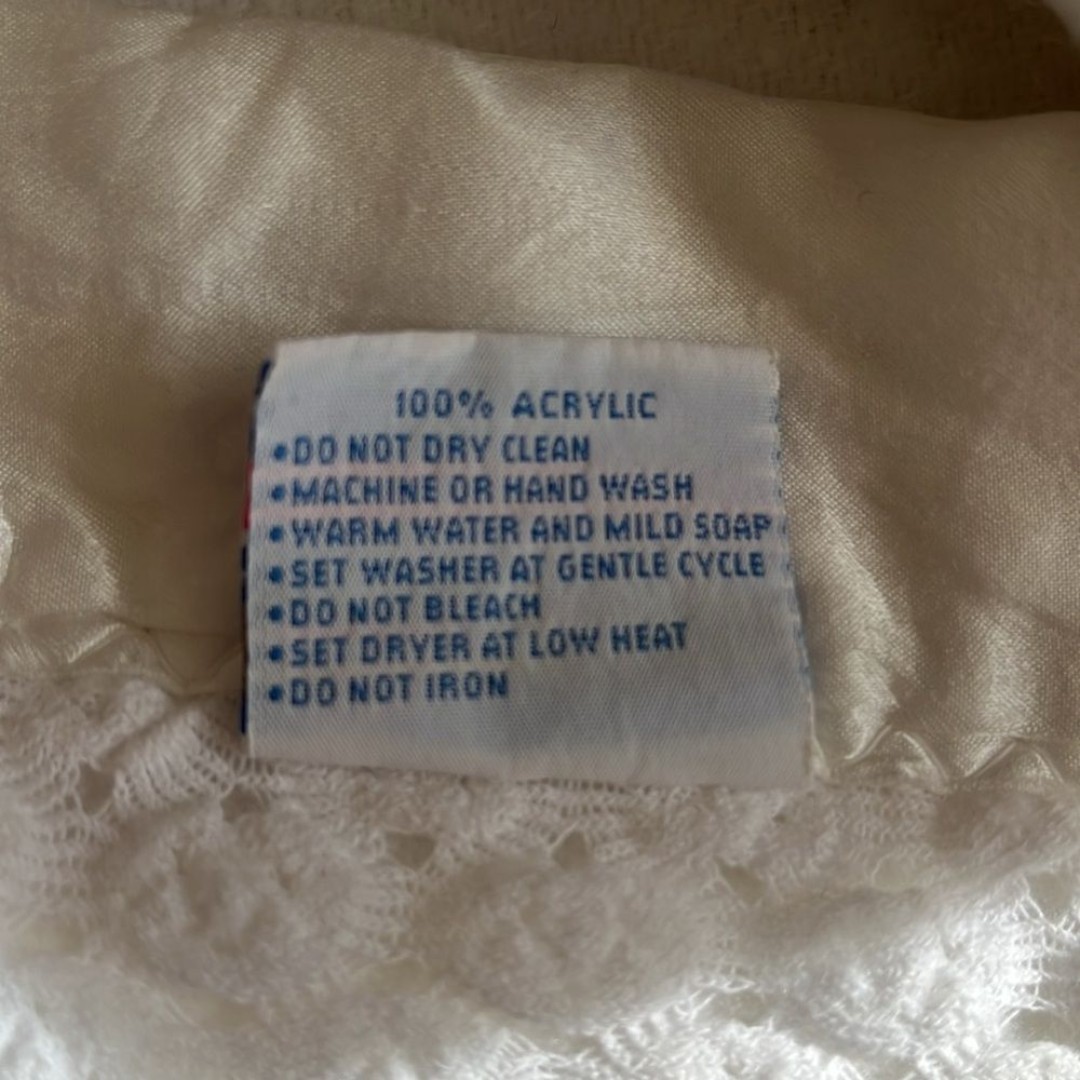 100% ACRYLIC
•DO NOT DRY CLEAN
•MACHINE OR HAND WASH
•WARM WATER AND MILD SOAP
•SET WASHER AT GENTLE CYCLE
•DO NOT BLEACH
•SET DRYER AT LOW HEAT
•DO NOT IRON